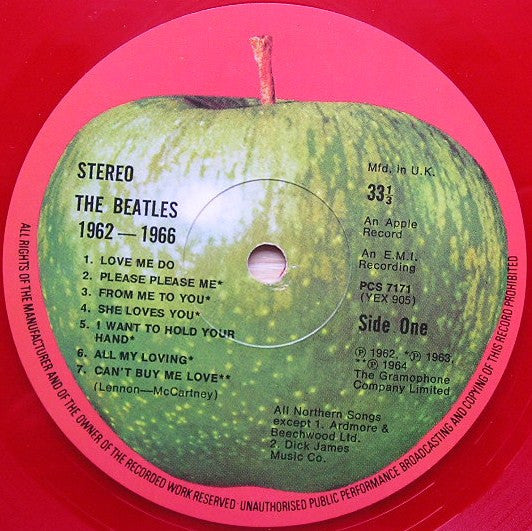 STEREO
THE BEATLES
1962—1966
1. LOVE ME DO
2. PLEASE PLEASE ME*
3. FROM ME TO YOU*
4. SHE LOVES YOU*
5. I WANT TO HOLD YOUR
HAND*
6. ALL MY LOVING*
7. CAN'T BUY ME LOVE**
(Lennon—McCartney)
Mfd. in U.K.
33⅓
An Apple
Record
An E.M.I.
Recording
PCS 7171
(YEX 905)
Side One
℗ 1962, *℗ 1963,
**℗ 1964
The Gramophone
Company Limited
All Northern Songs
except 1. Ardmore &
Beechwood Ltd.
2. Dick James
Music Co.
ALL RIGHTS OF THE MANUFACTURER AND OF THE OWNER OF THE RECORDED WORK RESERVED UNAUTHORISED PUBLIC PERFORMANCE BROADCASTING AND COPYING OF THIS RECORD PROHIBITED